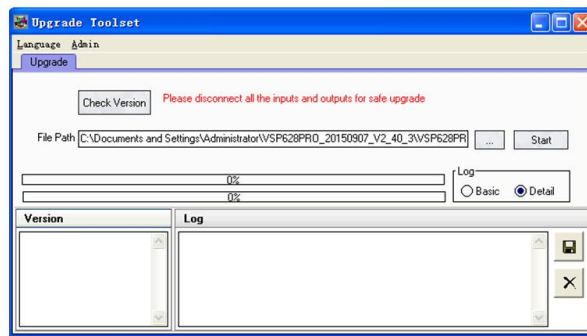 Upgrade Toolset
Language Admin
Upgrade
Check Version Please disconnect all the inputs and outputs for safe upgrade
File Path C:\Documents and Settings\Administrator\VSP628PRO_20150907_V2_40_3\VSP628PR ... Start
Log
0%
Basic Detail
0%
Version Log